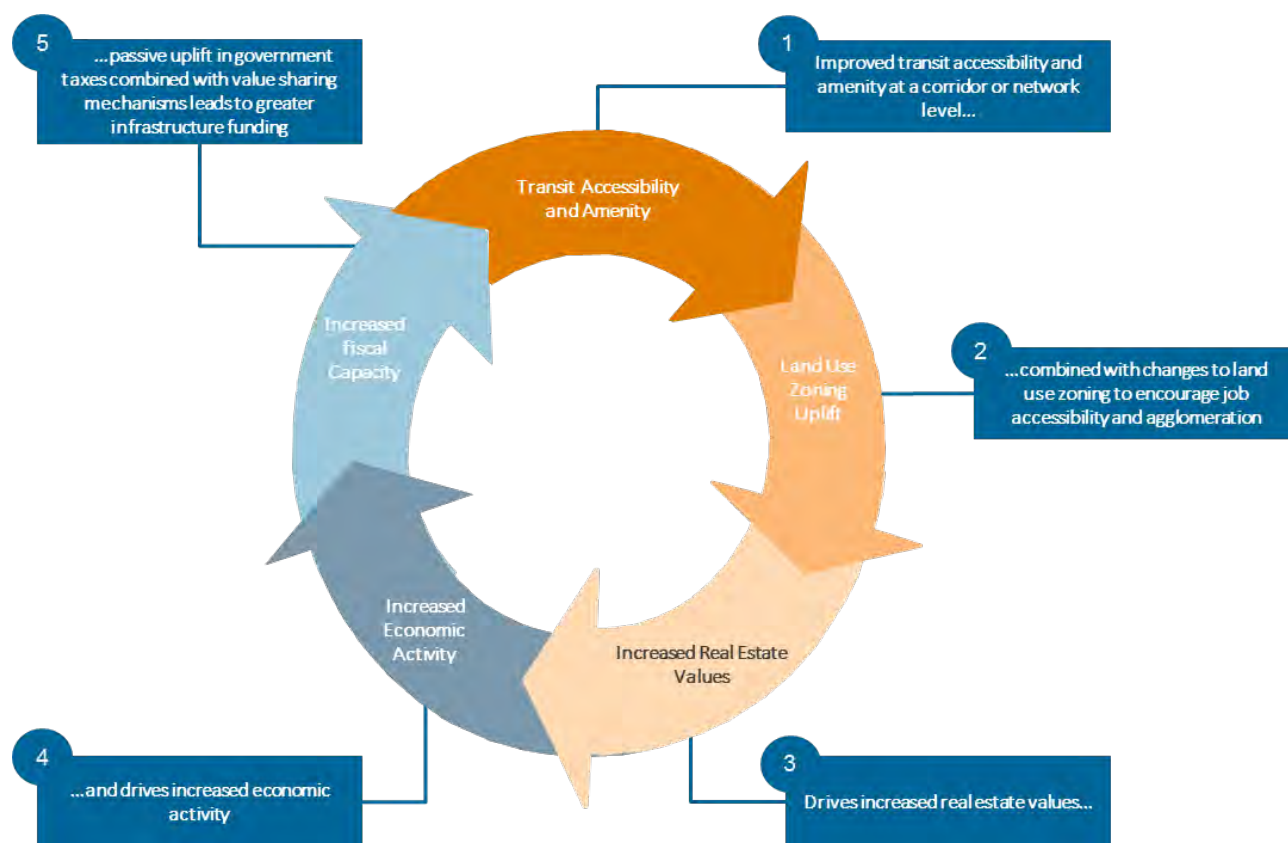 1
Improved transit accessibility and
amenity at a corridor or network
level...
2
...combined with changes to land
use zoning to encourage job
accessibility and agglomeration
3
Drives increased real estate values...
4
...and drives increased economic
activity
5
...passive uplift in government
taxes combined with value sharing
mechanisms leads to greater
infrastructure funding
Transit Accessibility
and Amenity
Land Use
Zoning
Uplift
Increased Real Estate
Values
Increased
Economic
Activity
Increased
Fiscal
Capacity